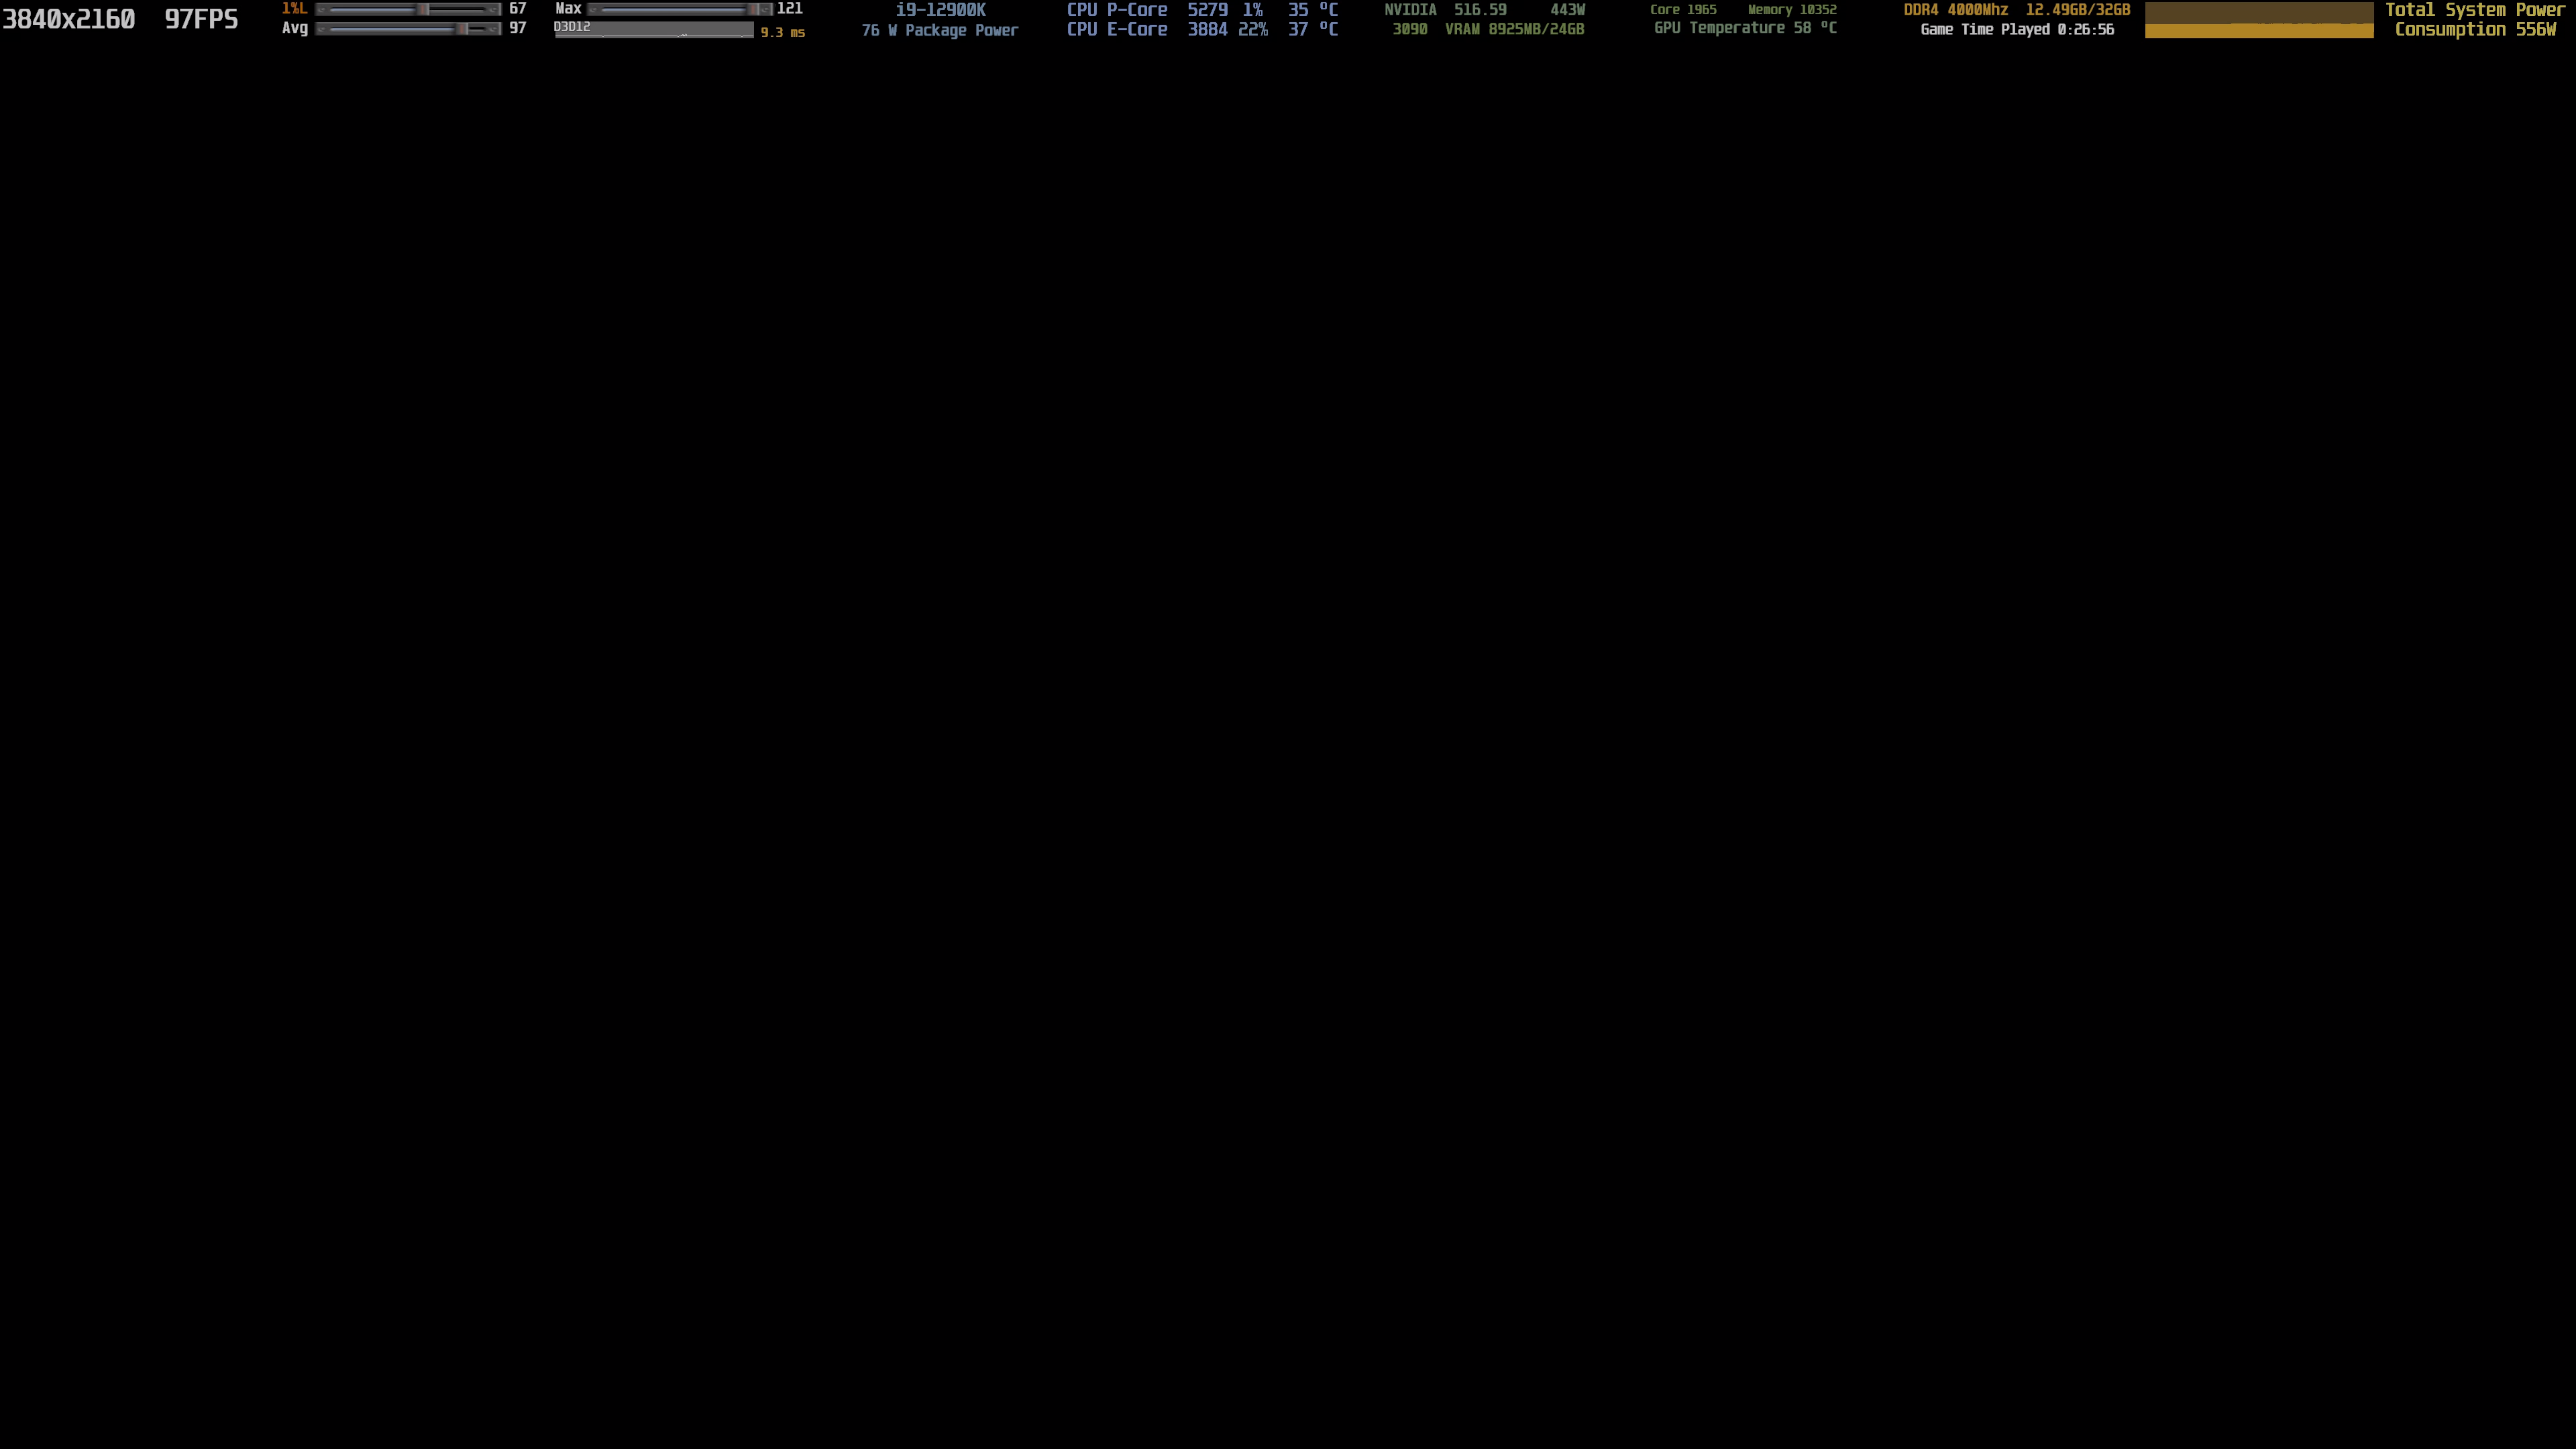 3840x2160 97FPS
1%L 67 Max 121
Avg 97 D3D12 9.3 ms
i9-12900K
76 W Package Power
CPU P-Core 5279 1% 35 ºC
CPU E-Core 3884 22% 37 ºC
NVIDIA 516.59 443W
3090 VRAM 8925MB/24GB
Core 1965 Memory 10352
GPU Temperature 58 ºC
DDR4 4000Mhz 12.49GB/32GB
Game Time Played 0:26:56
Total System Power
Consumption 556W